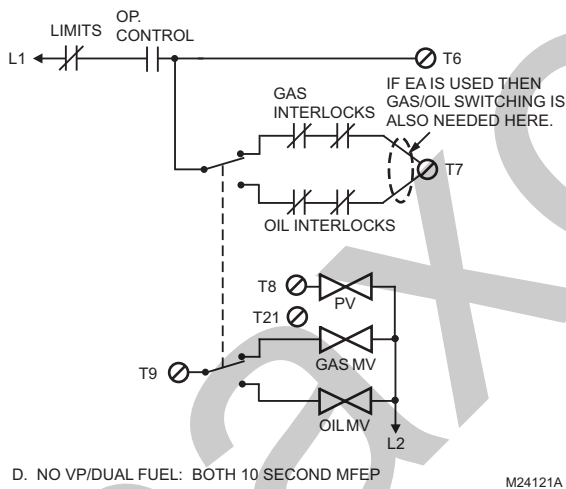 OP.
LIMITS
CONTROL
L1
T6
IF EA IS USED THEN
GAS/OIL SWITCHING IS
ALSO NEEDED HERE.
GAS
INTERLOCKS
T7
OIL INTERLOCKS
T8
PV
T21
GAS MV
T9
OIL MV
L2
D. NO VP/DUAL FUEL: BOTH 10 SECOND MFEP
M24121A